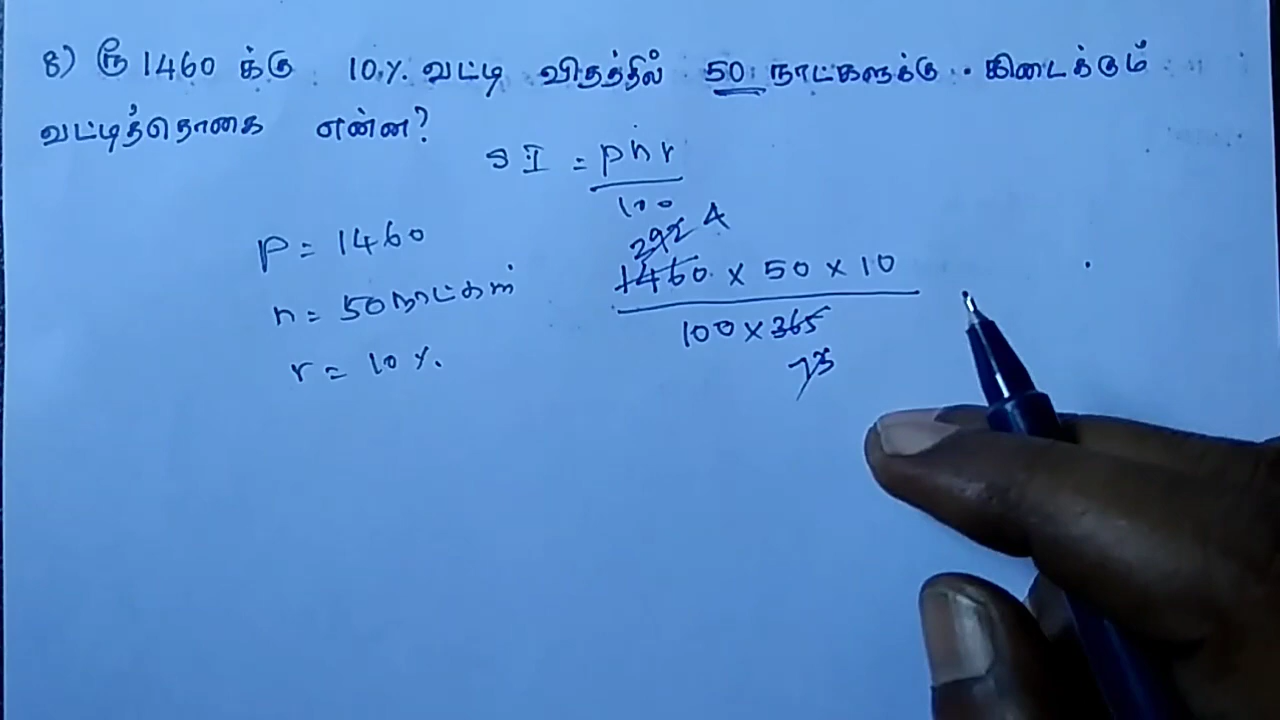 8) ரூ 1460 க்கு 10% வட்டி விதத்தில் 50 நாட்களுக்கு . கிடைக்கும்
வட்டித்தொகை என்ன?
SI = pnr
100
292 4
P = 1460
1460 x 50 x 10
n = 50 நாட்கள்
100 x 365
r = 10 %.
73